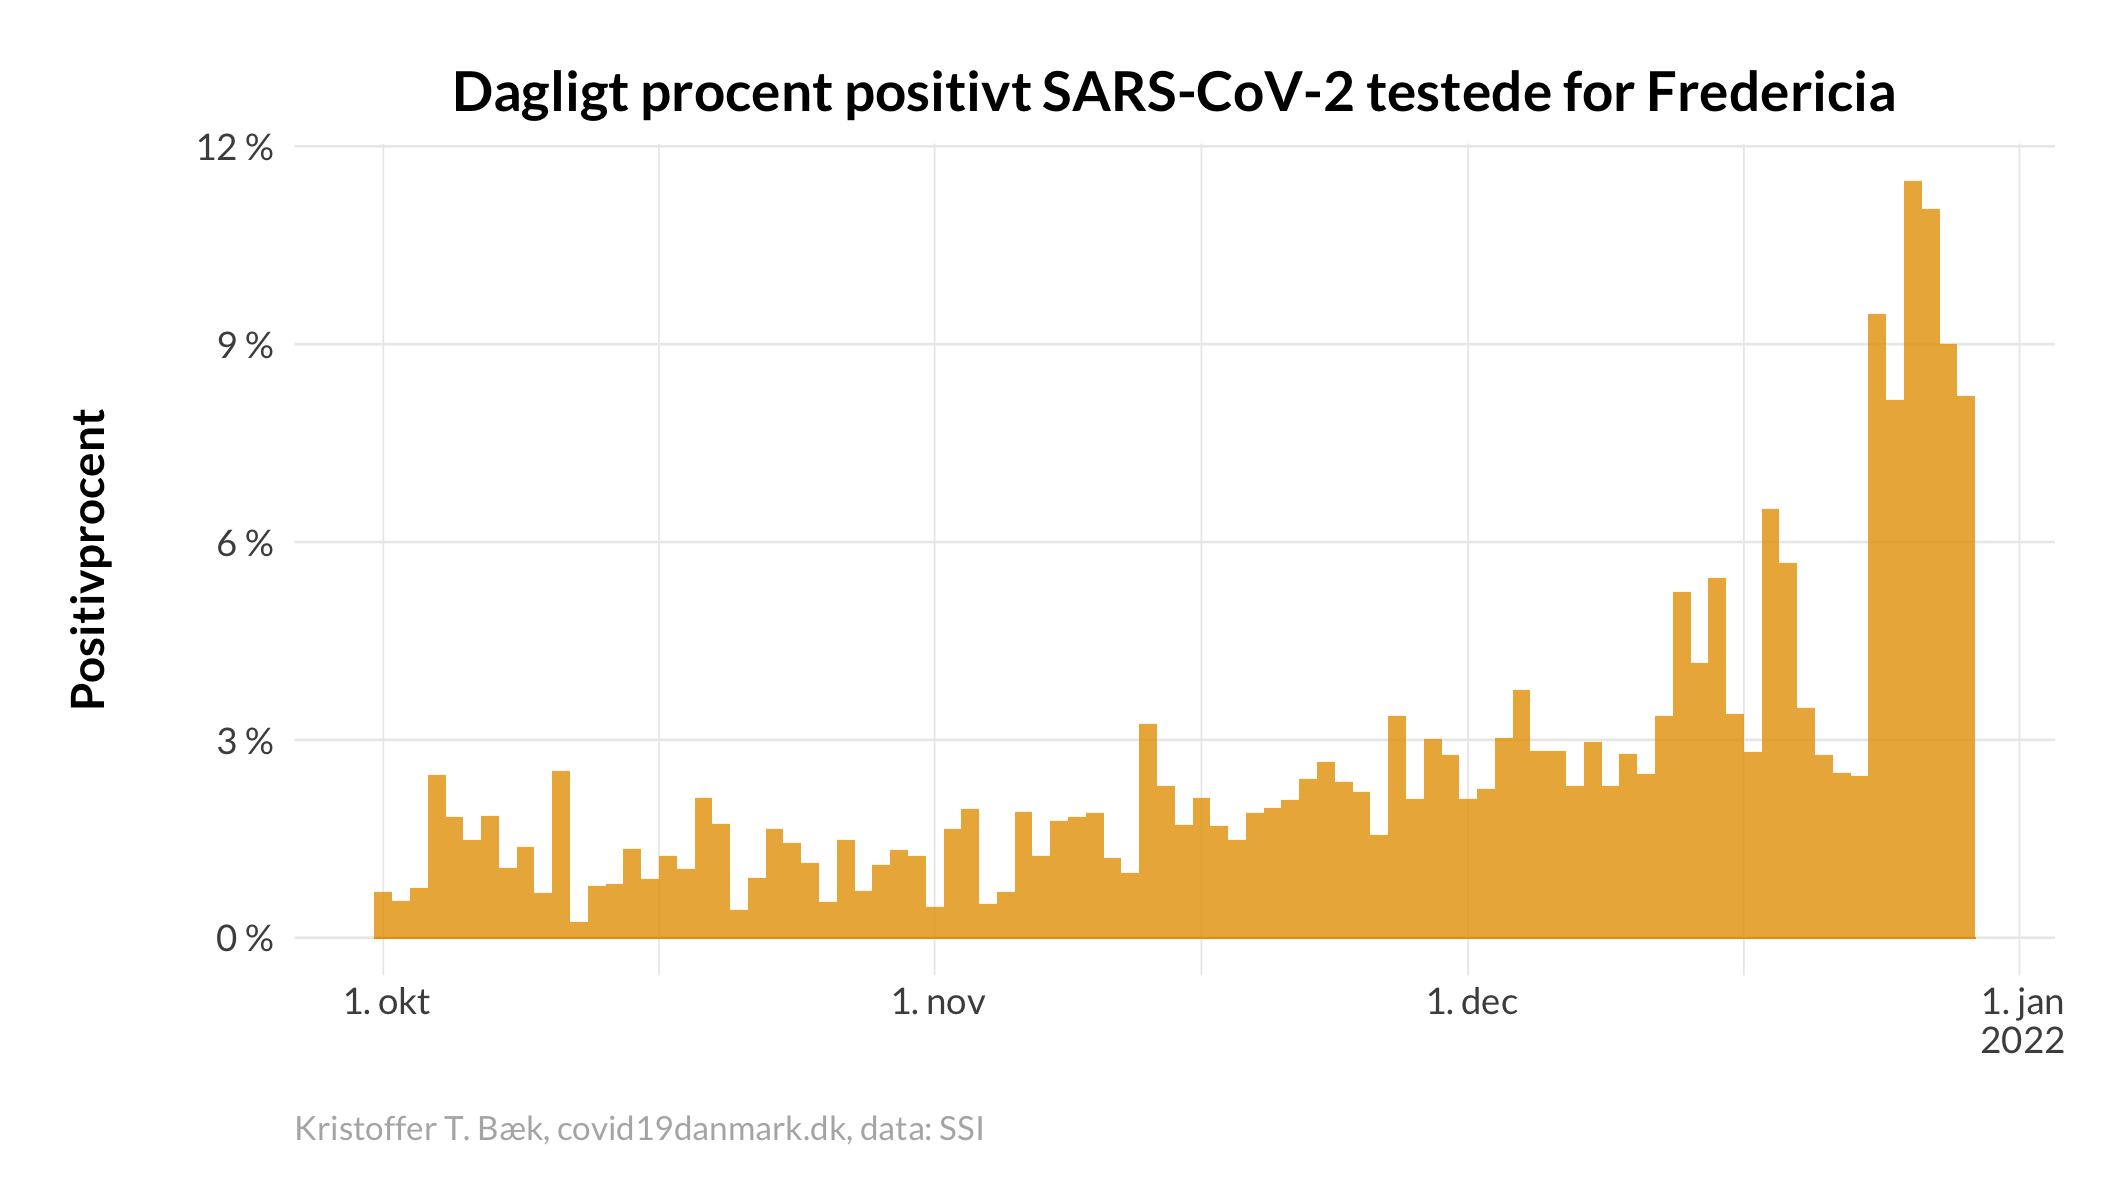 Dagligt procent positivt SARS-CoV-2 testede for Fredericia
Positivprocent
12 %
9 %
6 %
3 %
0 %
1. okt
1. nov
1. dec
1. jan
2022
Kristoffer T. Bæk, covid19danmark.dk, data: SSI